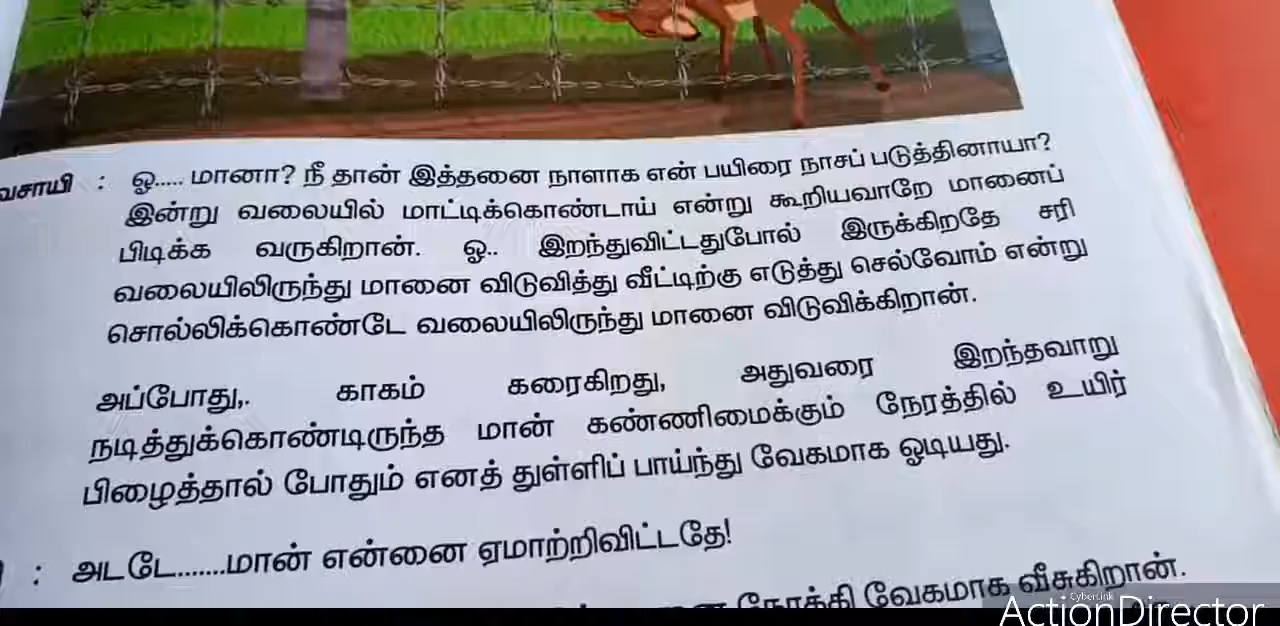 வசாயி : ஓ..... மானா? நீ தான் இத்தனை நாளாக என் பயிரை நாசப் படுத்தினாயா?
இன்று வலையில் மாட்டிக்கொண்டாய் என்று கூறியவாறே மானைப்
பிடிக்க வருகிறான். ஓ.. இறந்துவிட்டதுபோல் இருக்கிறதே சரி
வலையிலிருந்து மானை விடுவித்து வீட்டிற்கு எடுத்து செல்வோம் என்று
சொல்லிக்கொண்டே வலையிலிருந்து மானை விடுவிக்கிறான்.
அப்போது,. காகம் கரைகிறது, அதுவரை இறந்தவாறு
நடித்துக்கொண்டிருந்த மான் கண்ணிமைக்கும் நேரத்தில் உயிர்
பிழைத்தால் போதும் எனத் துள்ளிப் பாய்ந்து வேகமாக ஓடியது.
: அடடே.......மான் என்னை ஏமாற்றிவிட்டதே!
நோக்கி வேகமாக வீசுகிறான்.
CyberLink
ActionDirector